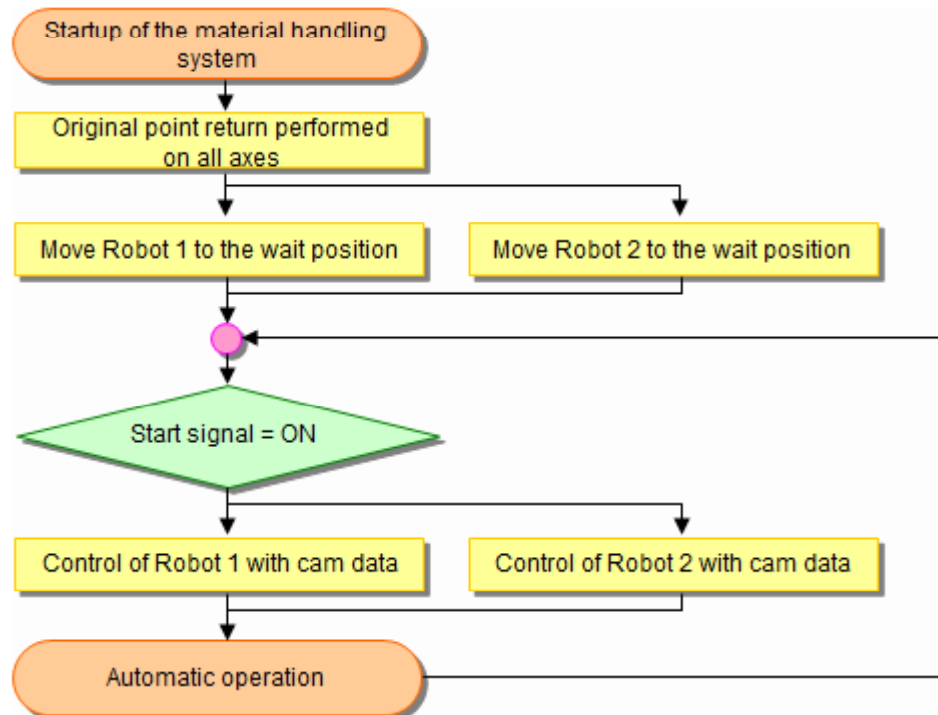 Startup of the material handling
system
Original point return performed
on all axes
Move Robot 1 to the wait position
Move Robot 2 to the wait position
Start signal = ON
Control of Robot 1 with cam data
Control of Robot 2 with cam data
Automatic operation